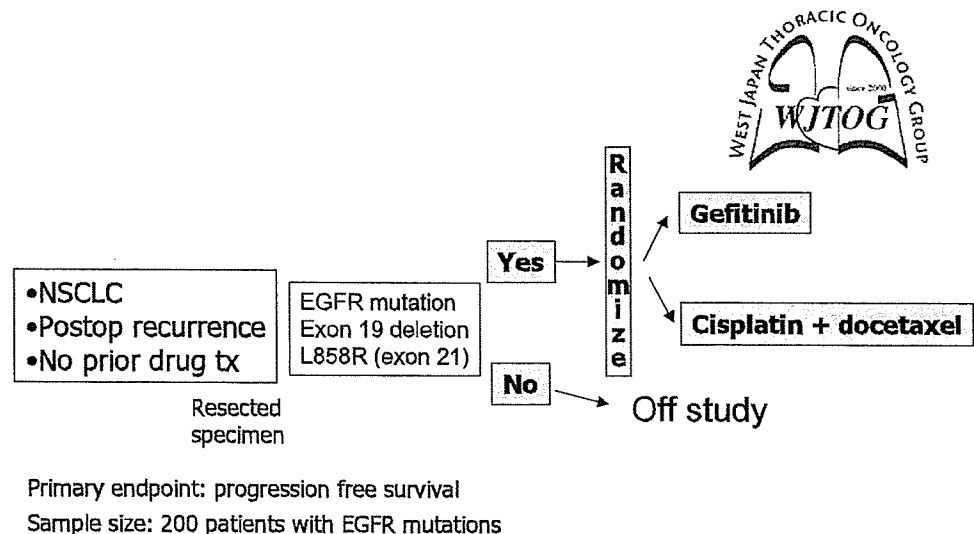 WEST JAPAN THORACIC ONCOLOGY GROUP
since 2000
WJTOG
•NSCLC
•Postop recurrence
•No prior drug tx
Resected
specimen
EGFR mutation
Exon 19 deletion
L858R (exon 21)
Yes
No
Randomize
Gefitinib
Cisplatin + docetaxel
Off study
Primary endpoint: progression free survival
Sample size: 200 patients with EGFR mutations